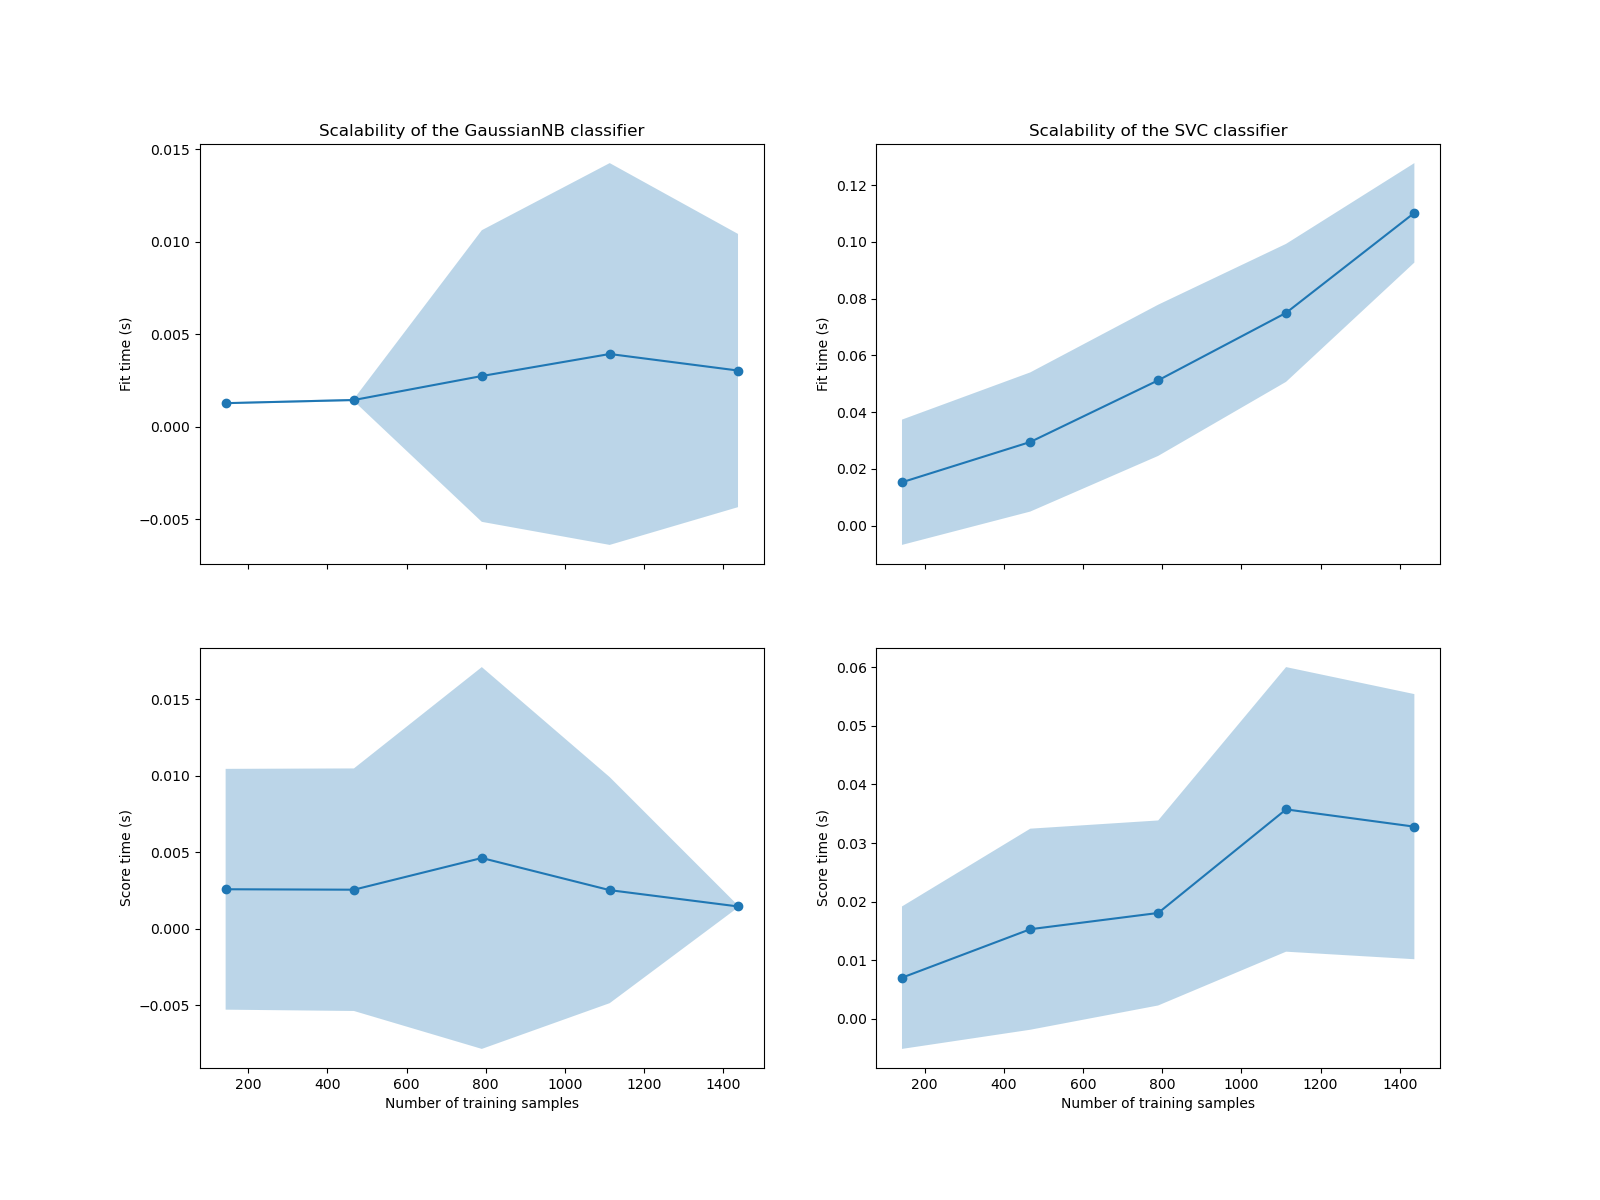 Scalability of the GaussianNB classifier
0.015
0.010
0.005
0.000
−0.005
Fit time (s)
Scalability of the SVC classifier
0.12
0.10
0.08
0.06
0.04
0.02
0.00
Fit time (s)
0.015
0.010
0.005
0.000
−0.005
Score time (s)
200 400 600 800 1000 1200 1400
Number of training samples
0.06
0.05
0.04
0.03
0.02
0.01
0.00
Score time (s)
200 400 600 800 1000 1200 1400
Number of training samples